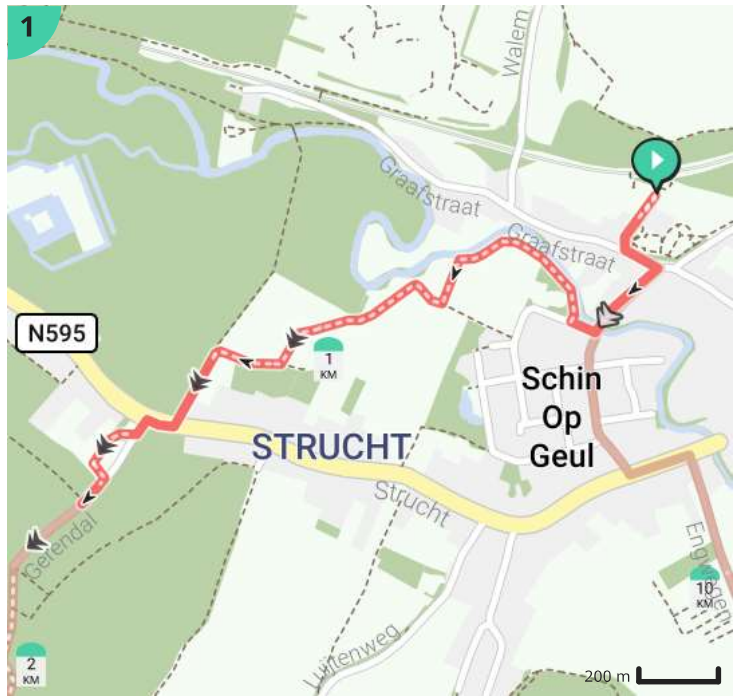 1
Walem
Graafstraat
Graafstraat
N595
1
KM
Schin
Op
Geul
STRUCHT
Strucht
Gerendal
Engwegen
10
KM
Luijtenweg
2
KM
200 m